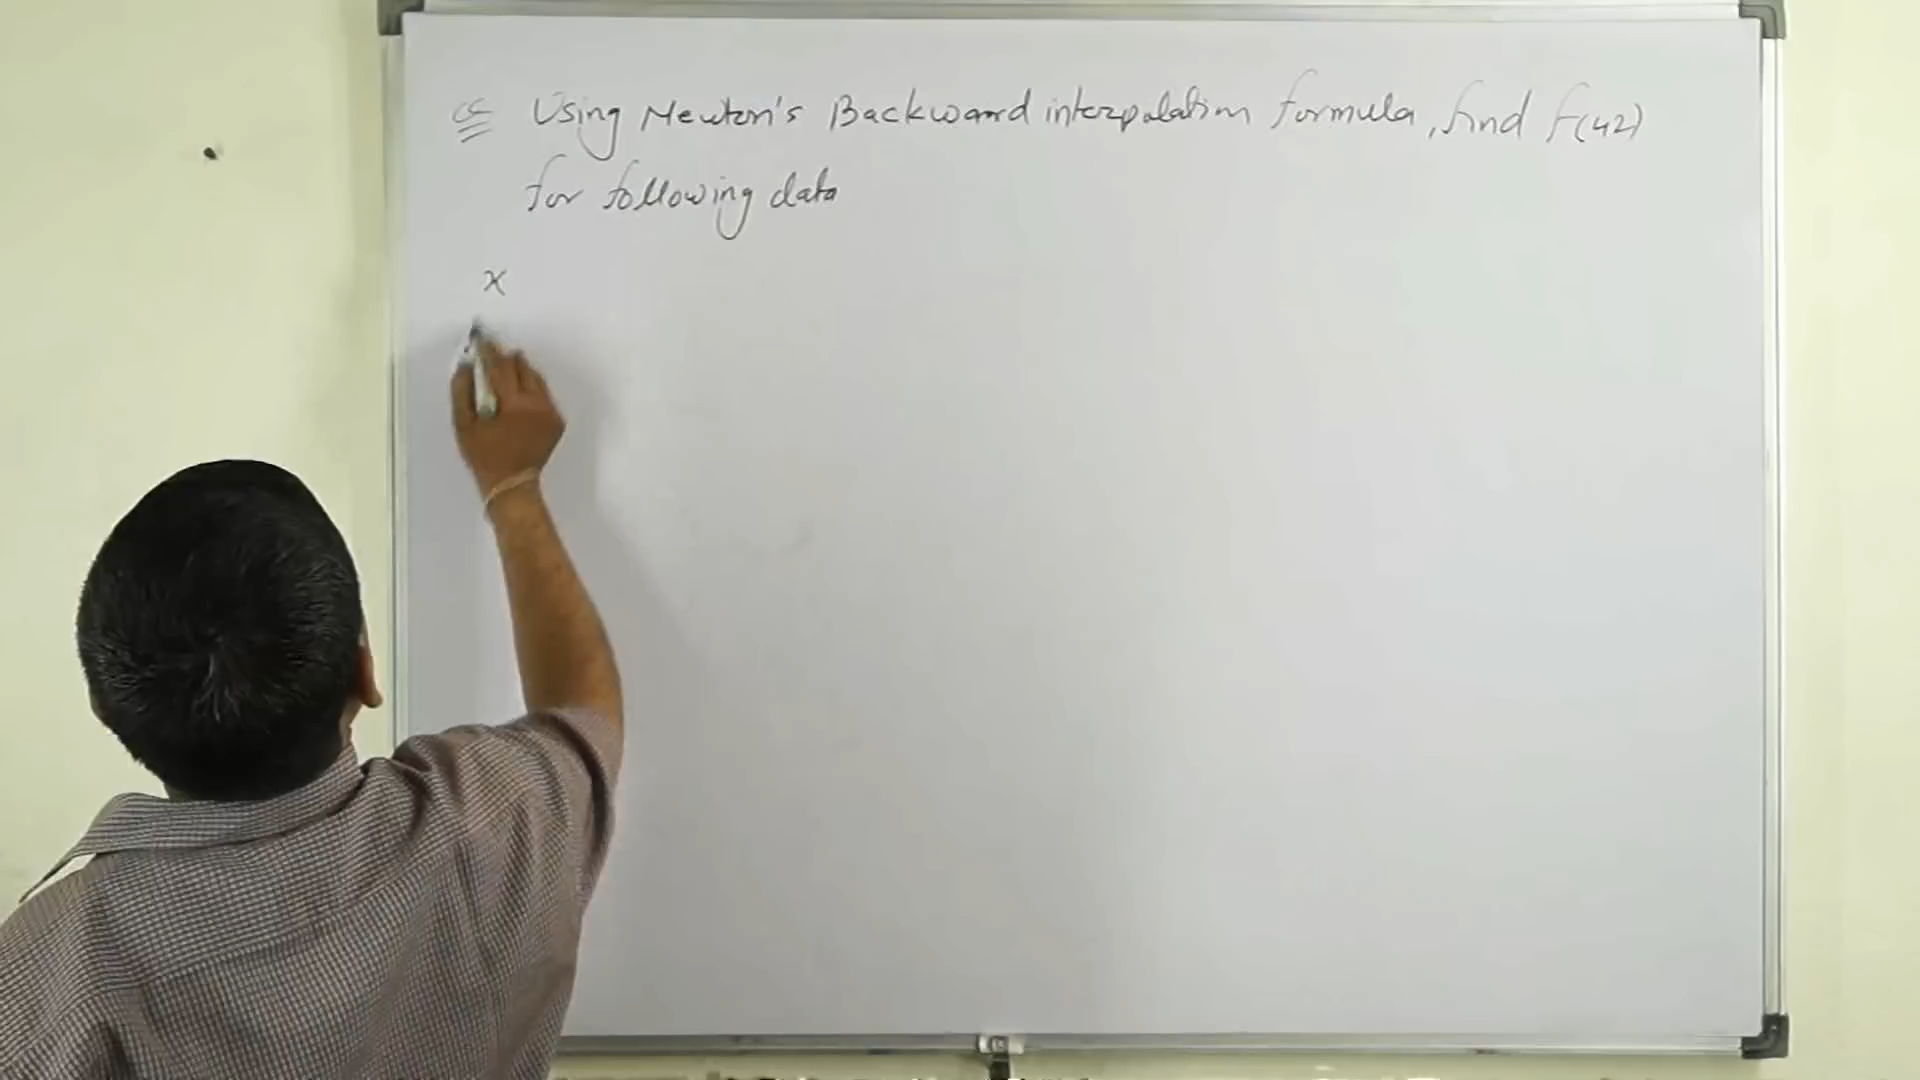 Using Newton's Backward interpolation formula, find f(42)
for following data
x